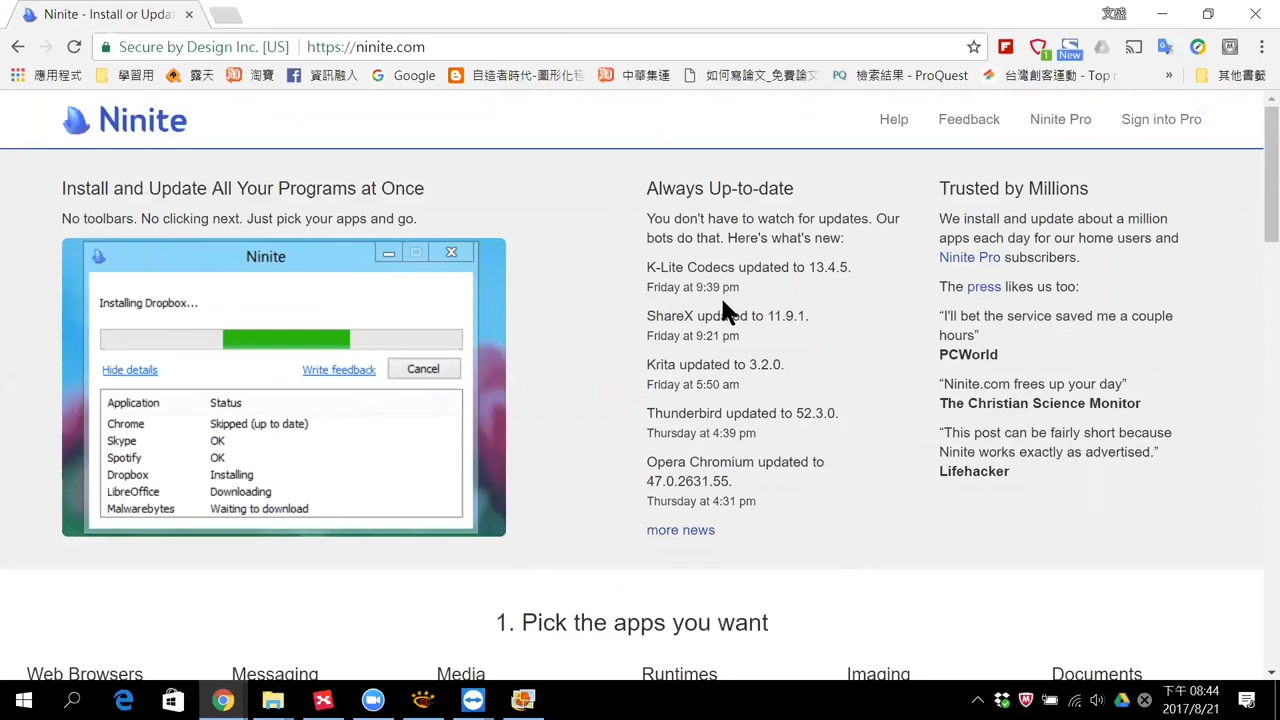 Ninite - Install or Upda
文盛
Secure by Design Inc. [US]
https://ninite.com
New
1
應用程式
學習用
露天
淘寶
資訊融人
Google
自造者時代-圖形化程
中華集運
如何寫論文_免費論文
PQ
檢索結果 - ProQuest
台灣創客運動 - Top r
»
其他書籤
Ninite
Help
Feedback
Ninite Pro
Sign into Pro
Install and Update All Your Programs at Once
No toolbars. No clicking next. Just pick your apps and go.
Ninite
Installing Dropbox...
Hide details
Write feedback
Cancel
Application Status
Chrome Skipped (up to date)
Skype OK
Spotify OK
Dropbox Installing
LibreOffice Downloading
Malwarebytes Waiting to download
Always Up-to-date
You don't have to watch for updates. Our
bots do that. Here's what's new:
K-Lite Codecs updated to 13.4.5.
Friday at 9:39 pm
ShareX updated to 11.9.1.
Friday at 9:21 pm
Krita updated to 3.2.0.
Friday at 5:50 am
Thunderbird updated to 52.3.0.
Thursday at 4:39 pm
Opera Chromium updated to
47.0.2631.55.
Thursday at 4:31 pm
more news
Trusted by Millions
We install and update about a million
apps each day for our home users and
Ninite Pro subscribers.
The press likes us too:
“I'll bet the service saved me a couple
hours”
PCWorld
“Ninite.com frees up your day”
The Christian Science Monitor
“This post can be fairly short because
Ninite works exactly as advertised.”
Lifehacker
1. Pick the apps you want
Web Browsers
Messaging
Media
Runtimes
Imaging
Documents
下午 08:44
2017/8/21